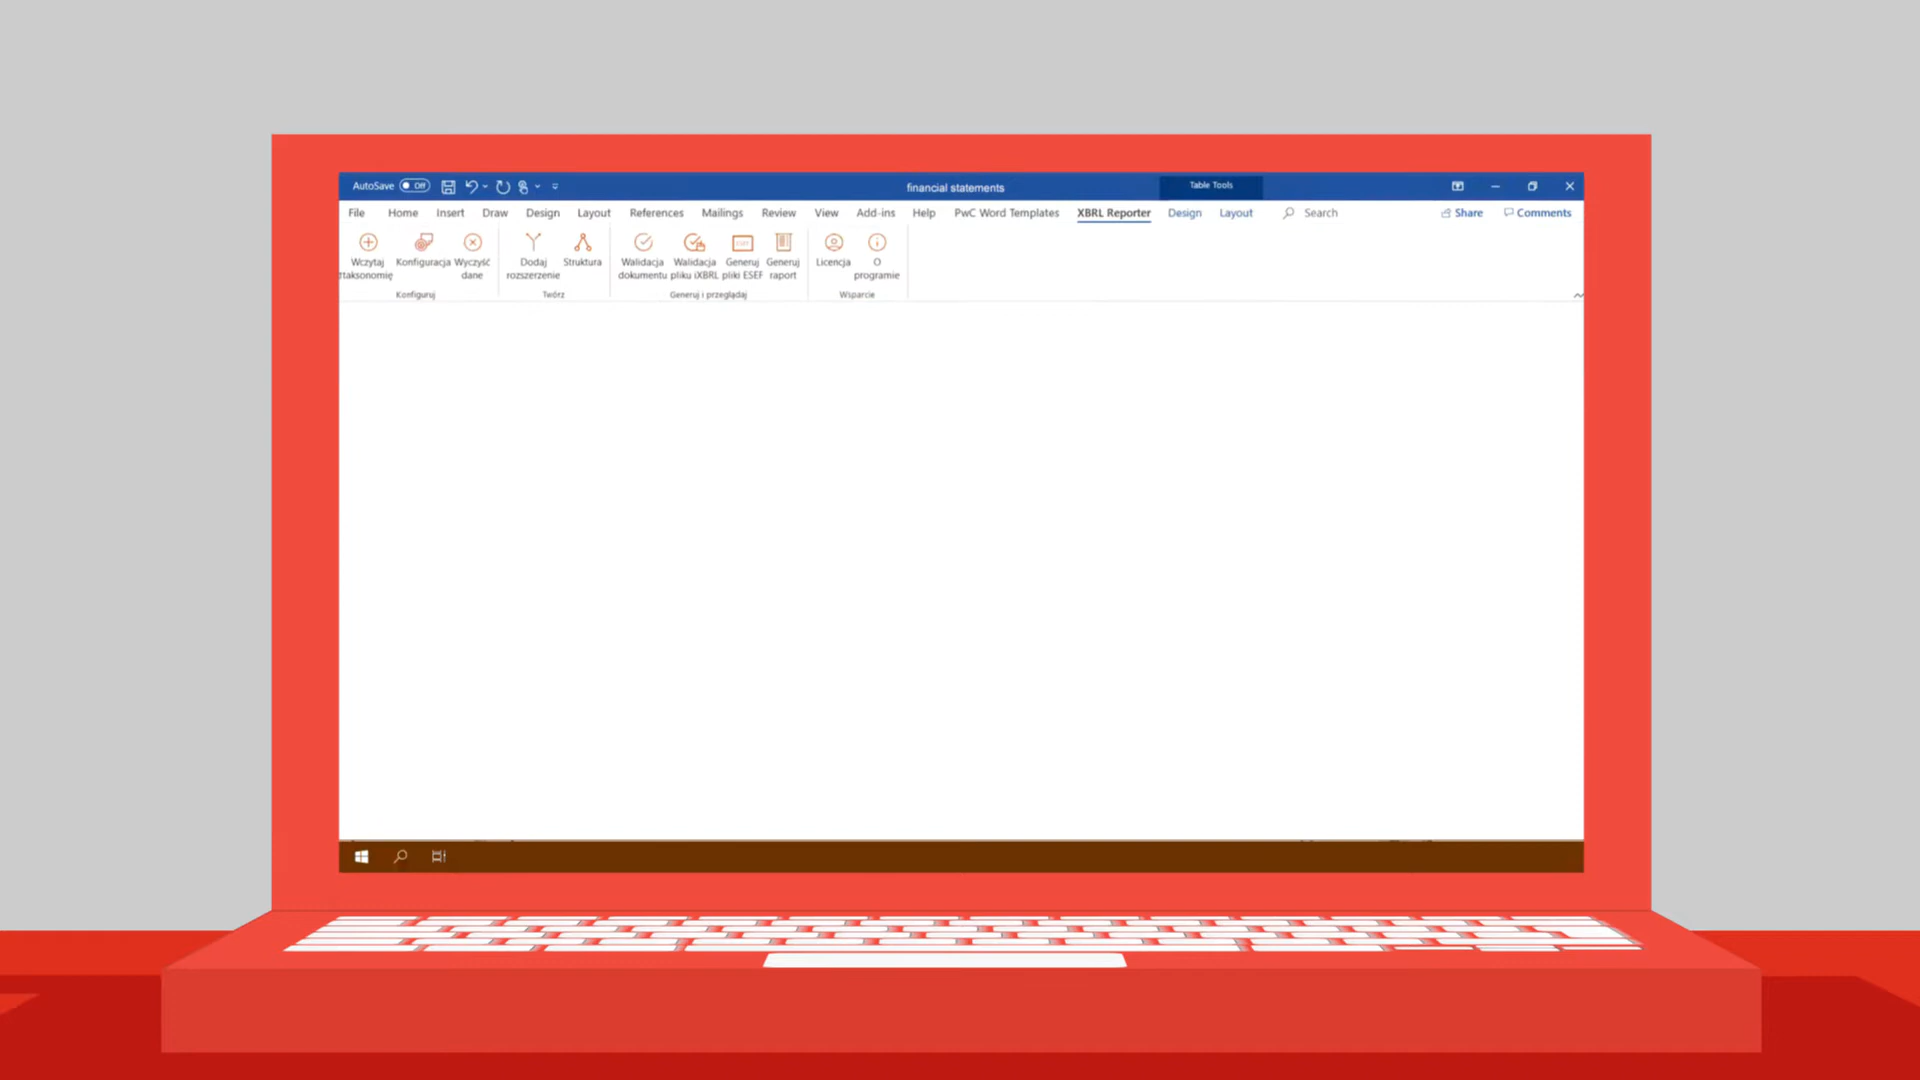 AutoSave Off financial statements Table Tools
File Home Insert Draw Design Layout References Mailings Review View Add-ins Help PwC Word Templates XBRL Reporter Design Layout Search Share Comments
Wczytaj Konfiguracja Wyczyść Dodaj Struktura Walidacja Walidacja Generuj Generuj Licencja O
taksonomię dane rozszerzenie dokumentu pliku iXBRL pliki ESEF raport programie
Konfiguruj Twórz Generuj i przeglądaj Wsparcie